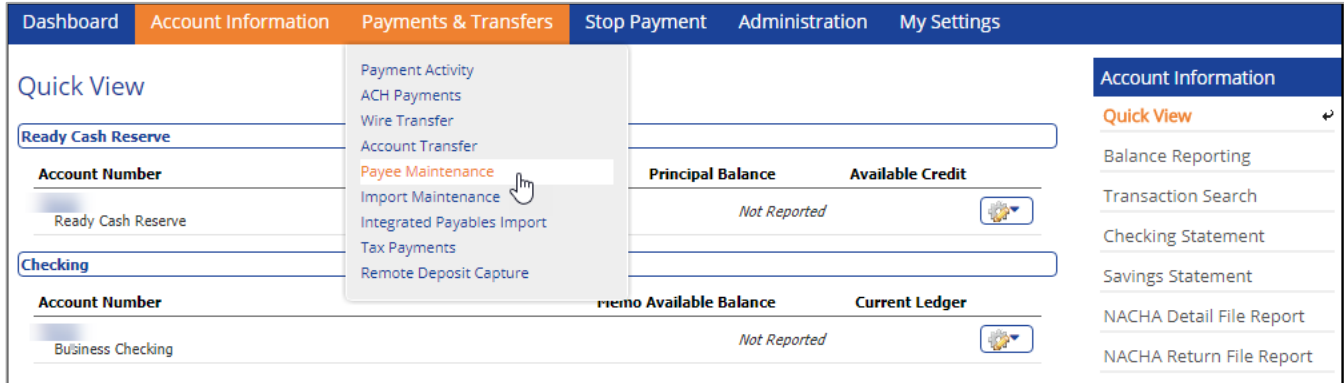 Dashboard Account Information Payments & Transfers Stop Payment Administration My Settings
Quick View
Ready Cash Reserve
Account Number Principal Balance Available Credit
Ready Cash Reserve Not Reported
Checking
Account Number Memo Available Balance Current Ledger
Business Checking Not Reported
Payment Activity
ACH Payments
Wire Transfer
Account Transfer
Payee Maintenance
Import Maintenance
Integrated Payables Import
Tax Payments
Remote Deposit Capture
Account Information
Quick View
Balance Reporting
Transaction Search
Checking Statement
Savings Statement
NACHA Detail File Report
NACHA Return File Report